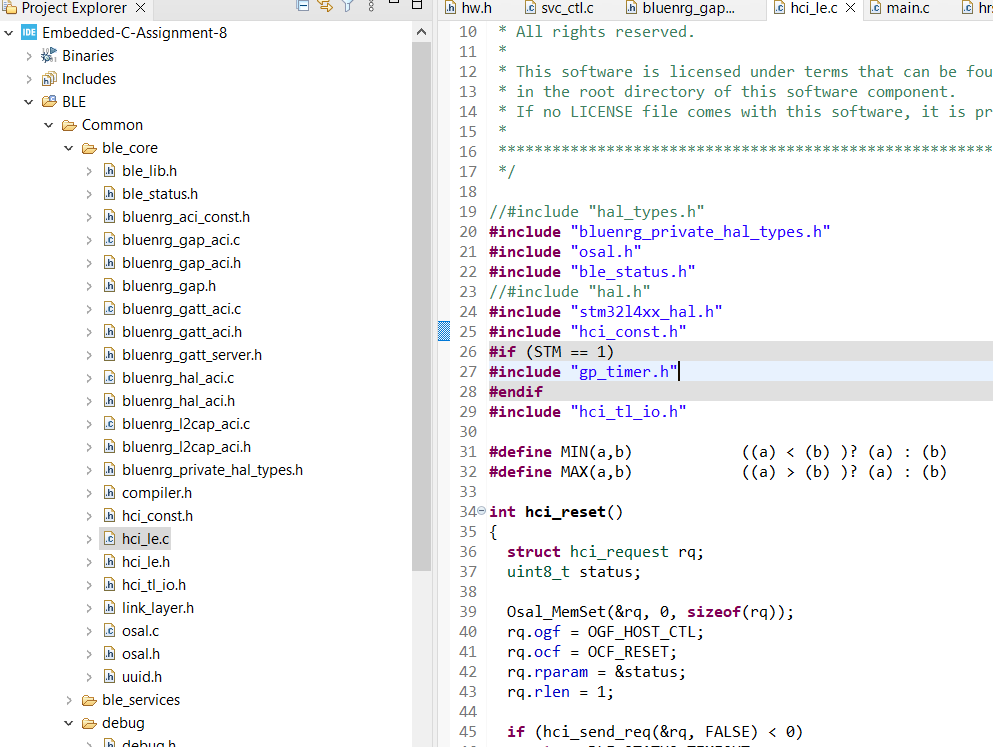 Project Explorer
Embedded-C-Assignment-8
Binaries
Includes
BLE
Common
ble_core
ble_lib.h
ble_status.h
bluenrg_aci_const.h
bluenrg_gap_aci.c
bluenrg_gap_aci.h
bluenrg_gap.h
bluenrg_gatt_aci.c
bluenrg_gatt_aci.h
bluenrg_gatt_server.h
bluenrg_hal_aci.c
bluenrg_hal_aci.h
bluenrg_l2cap_aci.c
bluenrg_l2cap_aci.h
bluenrg_private_hal_types.h
compiler.h
hci_const.h
hci_le.c
hci_le.h
hci_tl_io.h
link_layer.h
osal.c
osal.h
uuid.h
ble_services
debug
debug.h
hw.h svc_ctl.c bluenrg_gap... hci_le.c main.c hr
10 * All rights reserved.
11 *
12 * This software is licensed under terms that can be fou
13 * in the root directory of this software component.
14 * If no LICENSE file comes with this software, it is pr
15 *
16 ********************************************************
17 */
18
19 //#include "hal_types.h"
20 #include "bluenrg_private_hal_types.h"
21 #include "osal.h"
22 #include "ble_status.h"
23 //#include "hal.h"
24 #include "stm32l4xx_hal.h"
25 #include "hci_const.h"
26 #if (STM == 1)
27 #include "gp_timer.h"
28 #endif
29 #include "hci_tl_io.h"
30
31 #define MIN(a,b) ((a) < (b) )? (a) : (b)
32 #define MAX(a,b) ((a) > (b) )? (a) : (b)
33
34 int hci_reset()
35 {
36 struct hci_request rq;
37 uint8_t status;
38
39 Osal_MemSet(&rq, 0, sizeof(rq));
40 rq.ogf = OGF_HOST_CTL;
41 rq.ocf = OCF_RESET;
42 rq.rparam = &status;
43 rq.rlen = 1;
44
45 if (hci_send_req(&rq, FALSE) < 0)